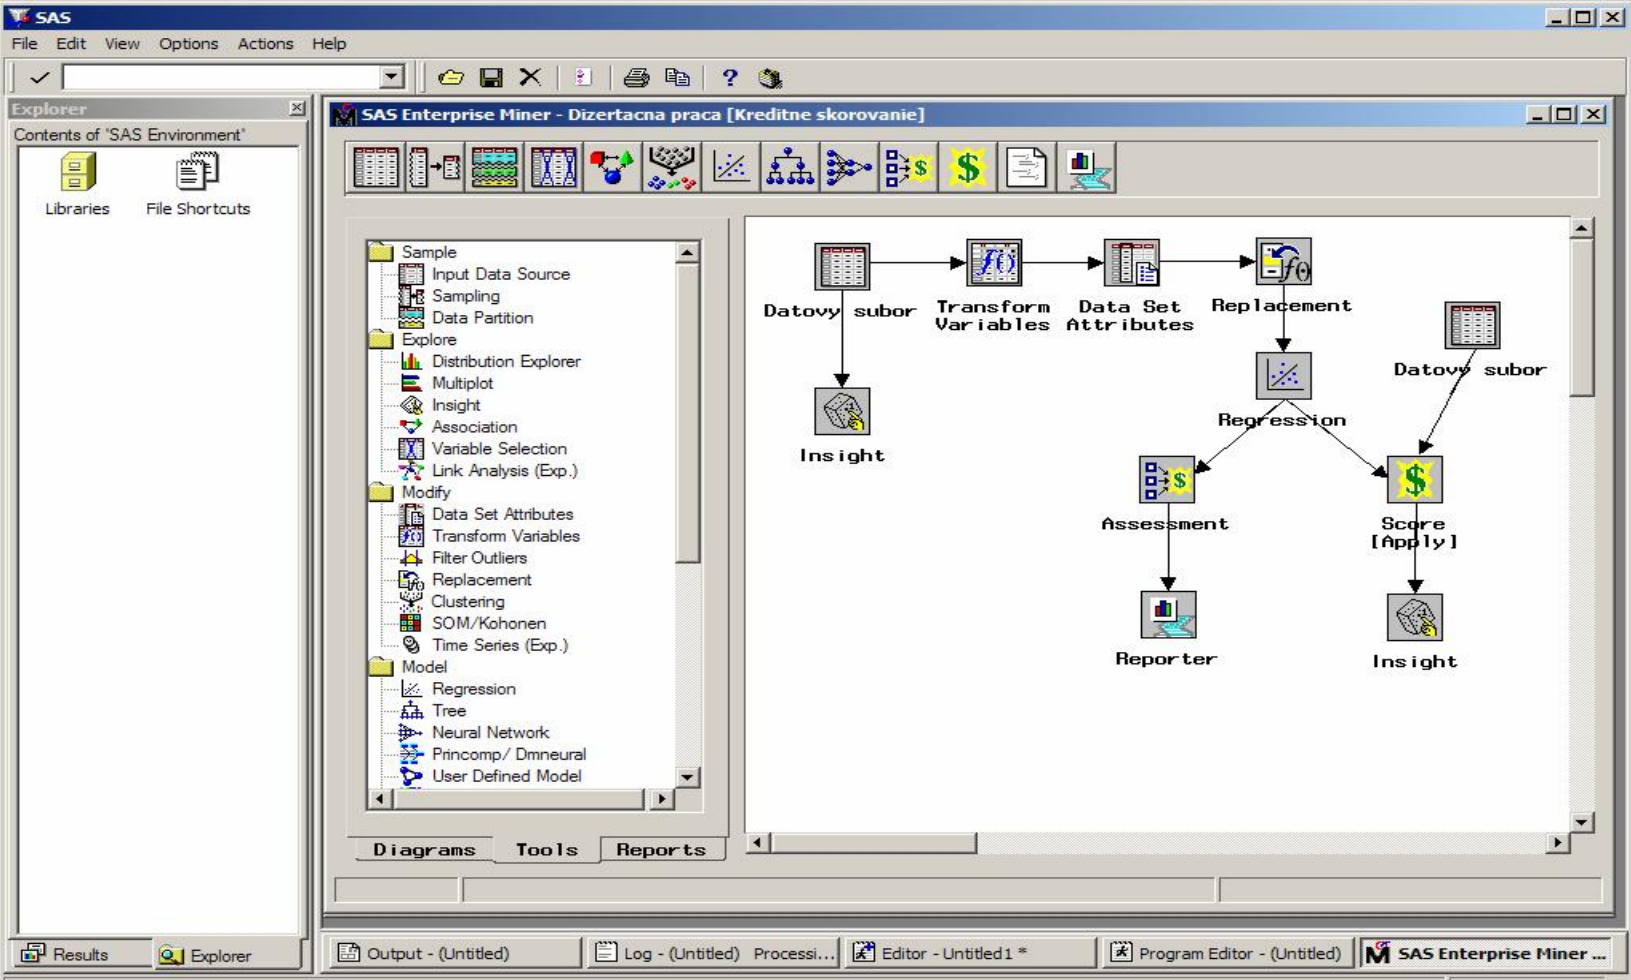 SAS
File Edit View Options Actions Help
Explorer
Contents of 'SAS Environment'
Libraries File Shortcuts
SAS Enterprise Miner - Dizertacna praca [Kreditne skorovanie]
Sample
Input Data Source
Sampling
Data Partition
Explore
Distribution Explorer
Multiplot
Insight
Association
Variable Selection
Link Analysis (Exp.)
Modify
Data Set Attributes
Transform Variables
Filter Outliers
Replacement
Clustering
SOM/Kohonen
Time Series (Exp.)
Model
Regression
Tree
Neural Network
Princomp/ Dmneural
User Defined Model
Diagrams Tools Reports
Datovy subor
Transform
Variables
Data Set
Attributes
Replacement
Datovy subor
Insight
Regression
Assessment
Score
[Apply]
Reporter
Insight
Results Explorer
Output - (Untitled) Log - (Untitled) Processi... Editor - Untitled1 * Program Editor - (Untitled) SAS Enterprise Miner ...